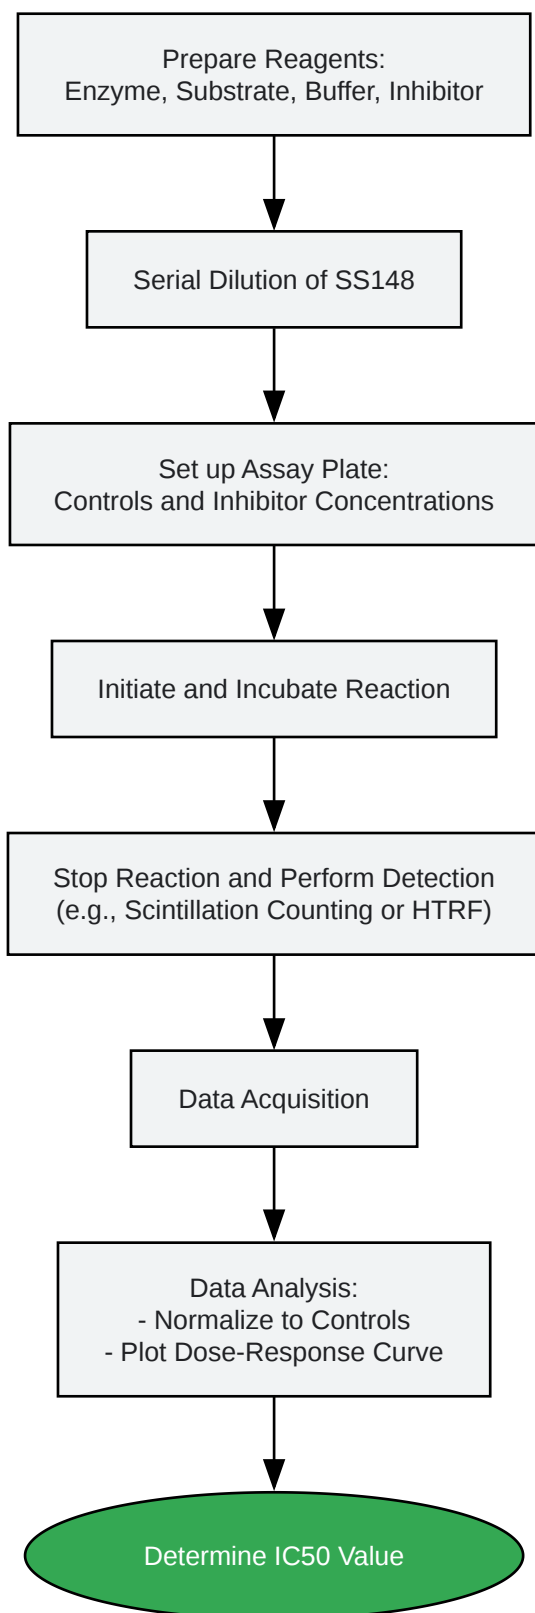 Prepare Reagents:
Enzyme, Substrate, Buffer, Inhibitor
Serial Dilution of SS148
Set up Assay Plate:
Controls and Inhibitor Concentrations
Initiate and Incubate Reaction
Stop Reaction and Perform Detection
(e.g., Scintillation Counting or HTRF)
Data Acquisition
Data Analysis:
- Normalize to Controls
- Plot Dose-Response Curve
Determine IC50 Value